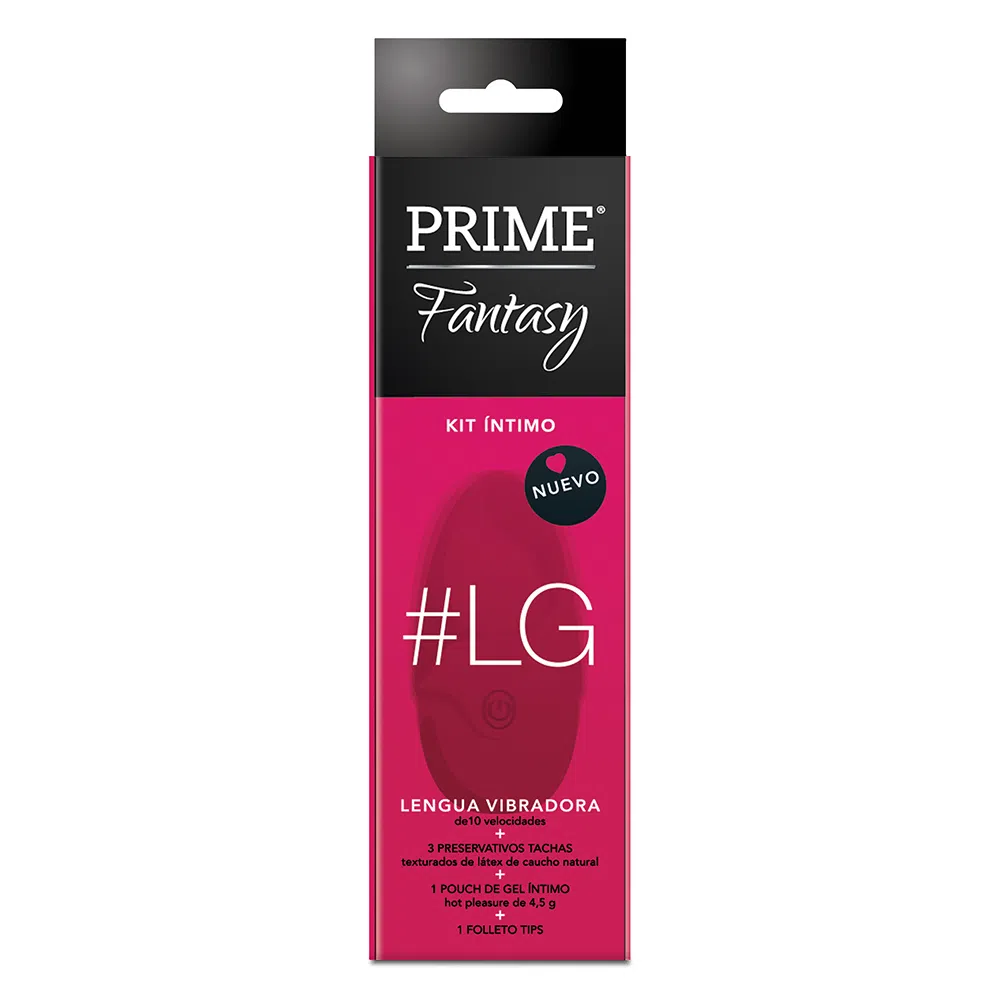 PRIME®
Fantasy
KIT ÍNTIMO
NUEVO
#LG
LENGUA VIBRADORA
de10 velocidades
+
3 PRESERVATIVOS TACHAS
texturados de látex de caucho natural
+
1 POUCH DE GEL ÍNTIMO
hot pleasure de 4,5 g
+
1 FOLLETO TIPS